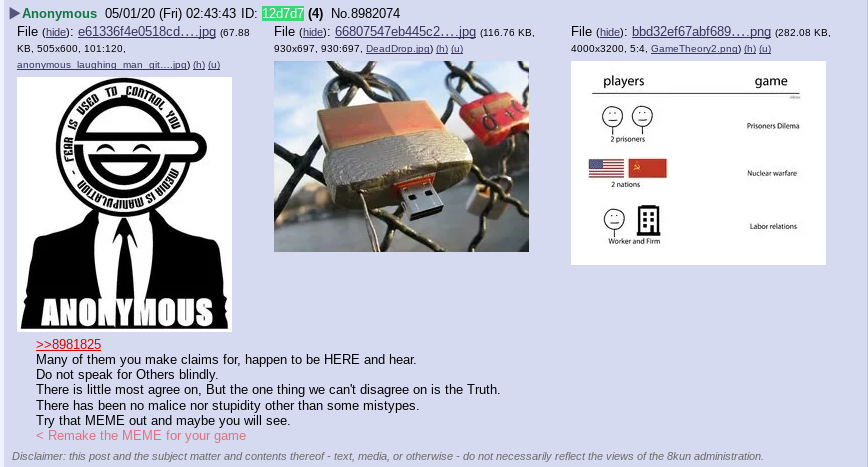 ▶Anonymous 05/01/20 (Fri) 02:43:43 ID: 12d7d7 (4) No.8982074
File (hide): e61336f4e0518cd….jpg (67.88
KB, 505x600, 101:120,
anonymous_laughing_man_git….jpg) (h) (u)
File (hide): 66807547eb445c2….jpg (116.76 KB,
930x697, 930:697, DeadDrop.jpg) (h) (u)
File (hide): bbd32ef67abf689….png (282.08 KB,
4000x3200, 5:4, GameTheory2.png) (h) (u)
FEAR IS USED TO CONTROL YOU - MEDIA IS MANIPULATION -
ANONYMOUS
players game
2 prisoners
Prisoners Dilema
2 nations
Nuclear warfare
Worker and Firm
Labor relations
>>8981825
Many of them you make claims for, happen to be HERE and hear.
Do not speak for Others blindly.
There is little most agree on, But the one thing we can't disagree on is the Truth.
There has been no malice nor stupidity other than some mistypes.
Try that MEME out and maybe you will see.
< Remake the MEME for your game
Disclaimer: this post and the subject matter and contents thereof - text, media, or otherwise - do not necessarily reflect the views of the 8kun administration.